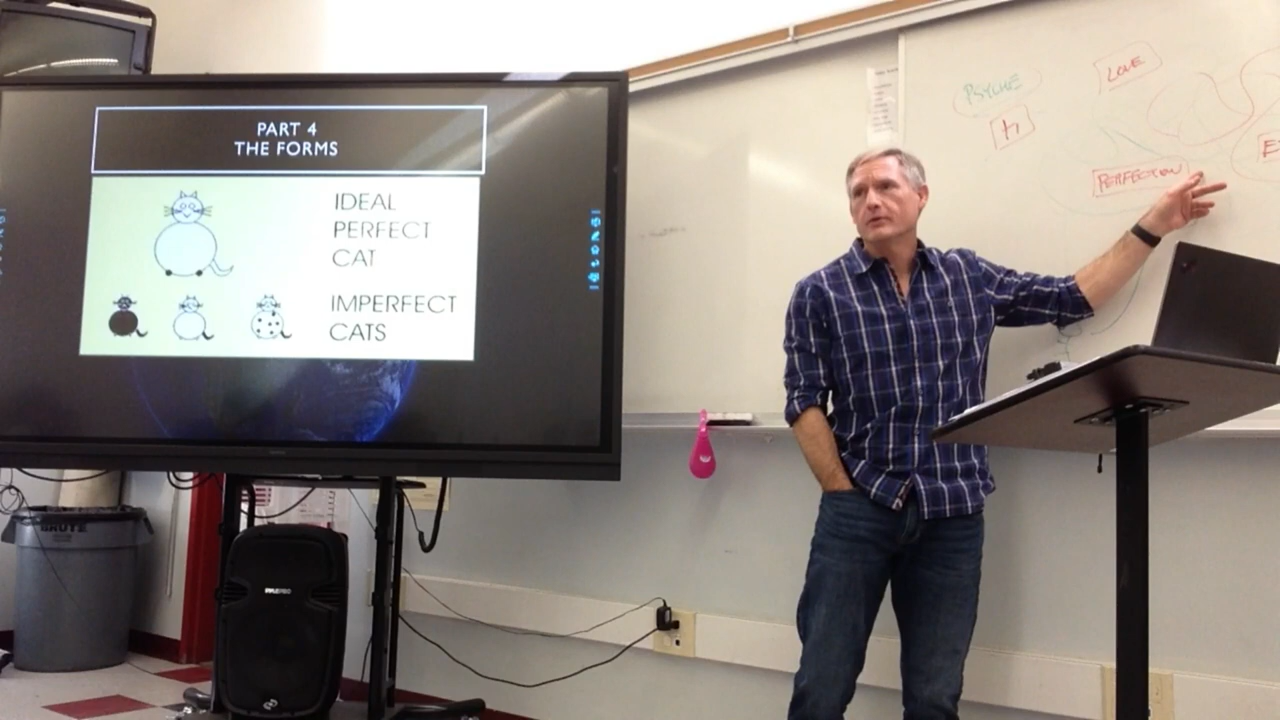 PART 4
THE FORMS
IDEAL
PERFECT
CAT
IMPERFECT
CATS
PSYCHE
LOVE
PERFECTION
BRUTE
PYLE PRO